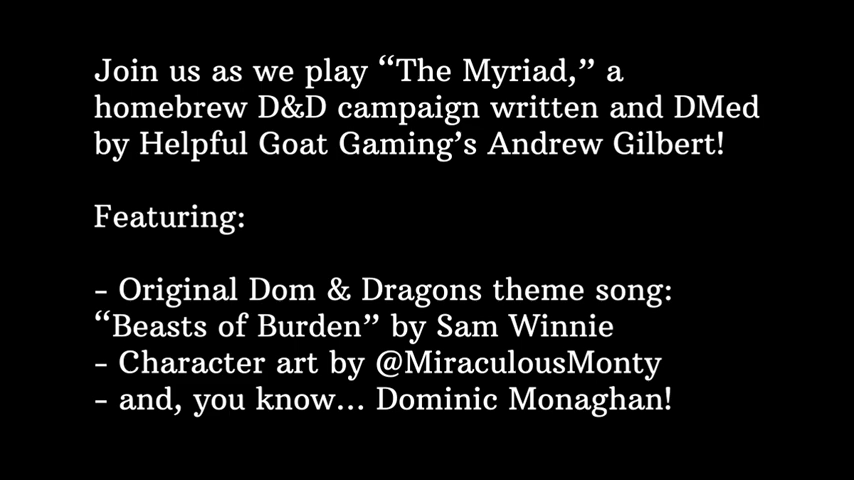 Join us as we play “The Myriad,” a
homebrew D&D campaign written and DMed
by Helpful Goat Gaming’s Andrew Gilbert!
Featuring:
- Original Dom & Dragons theme song:
“Beasts of Burden” by Sam Winnie
- Character art by @MiraculousMonty
- and, you know... Dominic Monaghan!